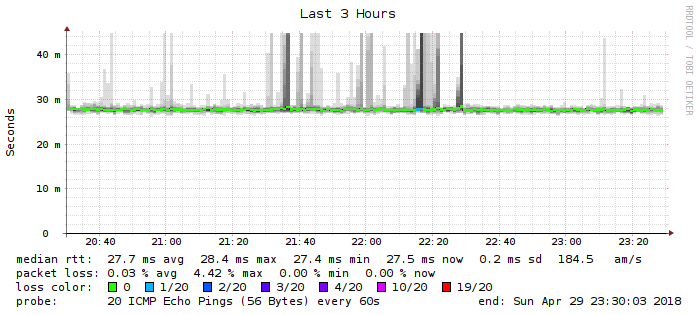 Last 3 Hours
RRDTOOL / TOBI OETIKER
Seconds
40 m
30 m
20 m
10 m
0
20:40 21:00 21:20 21:40 22:00 22:20 22:40 23:00 23:20
median rtt: 27.7 ms avg 28.4 ms max 27.4 ms min 27.5 ms now 0.2 ms sd 184.5 am/s
packet loss: 0.03 % avg 4.42 % max 0.00 % min 0.00 % now
loss color: 0 1/20 2/20 3/20 4/20 10/20 19/20
probe: 20 ICMP Echo Pings (56 Bytes) every 60s end: Sun Apr 29 23:30:03 2018